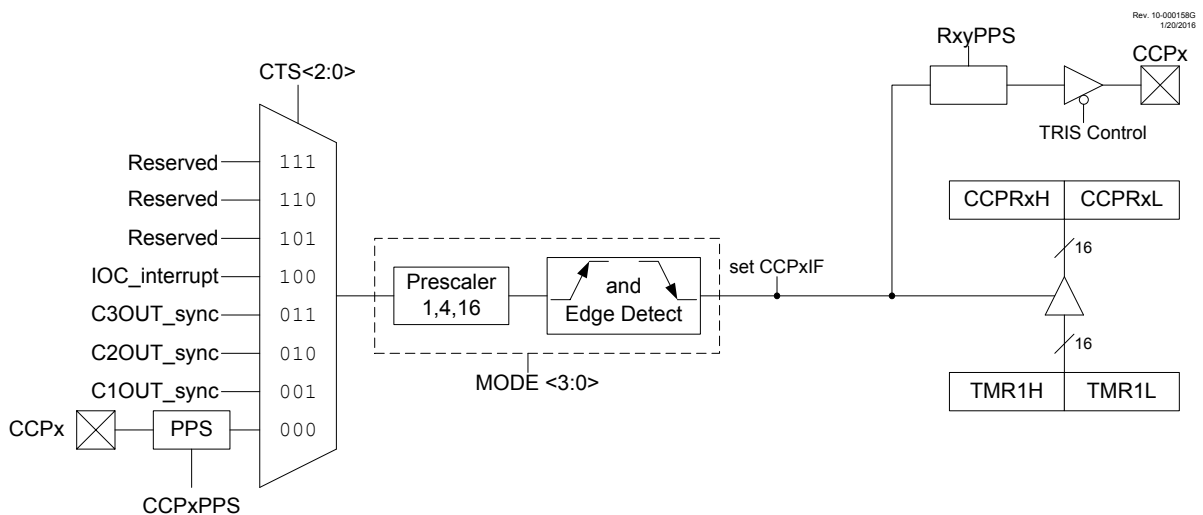 Rev. 10-000158G
1/20/2016
RxyPPS
CCPx
CTS<2:0>
TRIS Control
Reserved 111
Reserved 110
Reserved 101
IOC_interrupt 100
C3OUT_sync 011
C2OUT_sync 010
C1OUT_sync 001
CCPx PPS 000
CCPxPPS
Prescaler
1,4,16
and
Edge Detect
MODE <3:0>
set CCPxIF
CCPRxH CCPRxL
16
16
TMR1H TMR1L